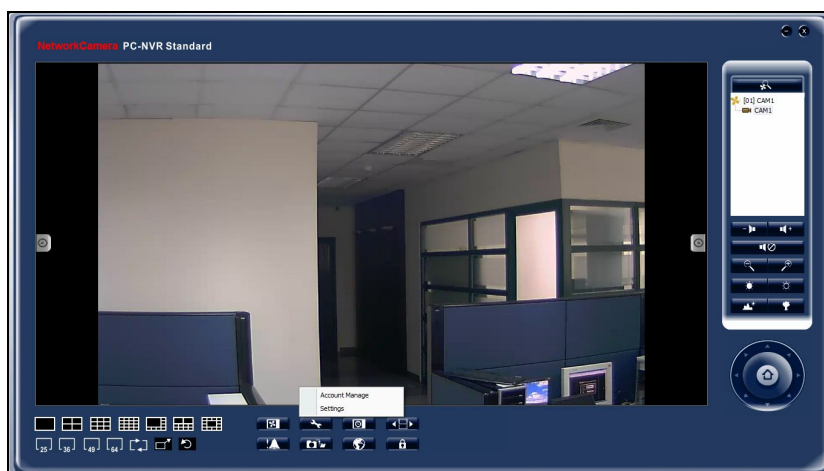 NetworkCamera PC-NVR Standard
[01] CAM1
CAM1
Account Manage
Settings
25 36 49 64